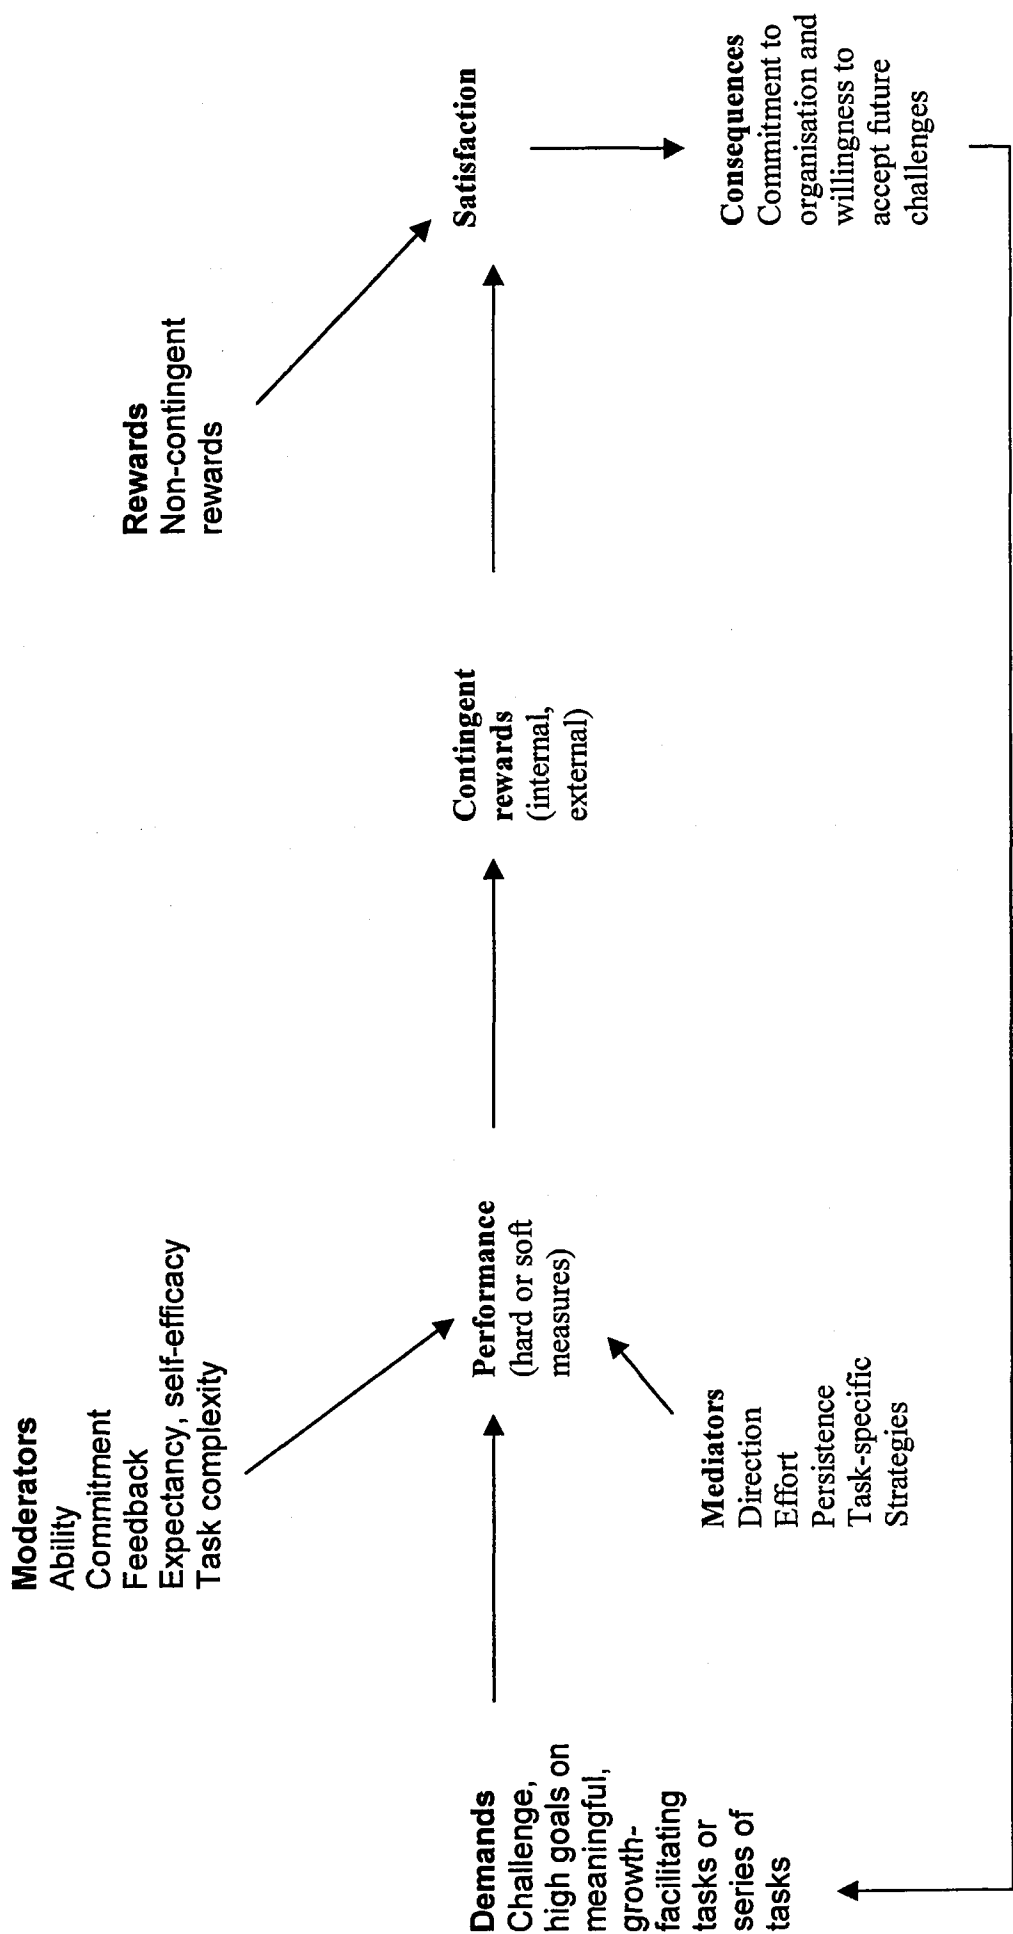 Moderators
Ability
Commitment
Feedback
Expectancy, self-efficacy
Task complexity
Rewards
Non-contingent
rewards
Demands
Challenge,
high goals on
meaningful,
growth-
facilitating
tasks or
series of
tasks
Performance
(hard or soft
measures)
Contingent
rewards
(internal,
external)
Satisfaction
Mediators
Direction
Effort
Persistence
Task-specific
Strategies
Consequences
Commitment to
organisation and
willingness to
accept future
challenges